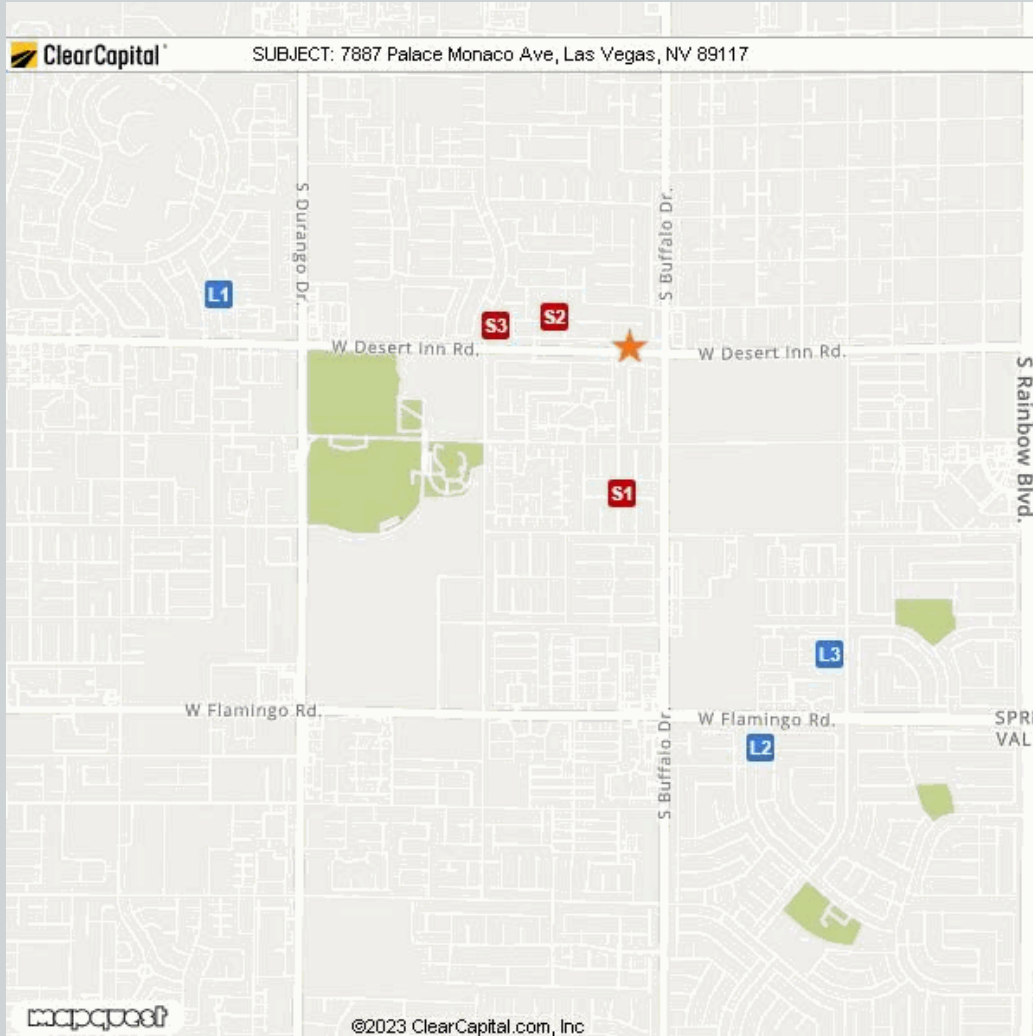 ClearCapital
SUBJECT: 7887 Palace Monaco Ave, Las Vegas, NV 89117
S Durango Dr.
S Buffalo Dr.
L1
S3
S2
W Desert Inn Rd.
W Desert Inn Rd.
S Rainbow Blvd.
S1
L3
W Flamingo Rd.
W Flamingo Rd.
SPRI
VAL
L2
S Buffalo Dr.
mapquest
©2023 ClearCapital.com, Inc